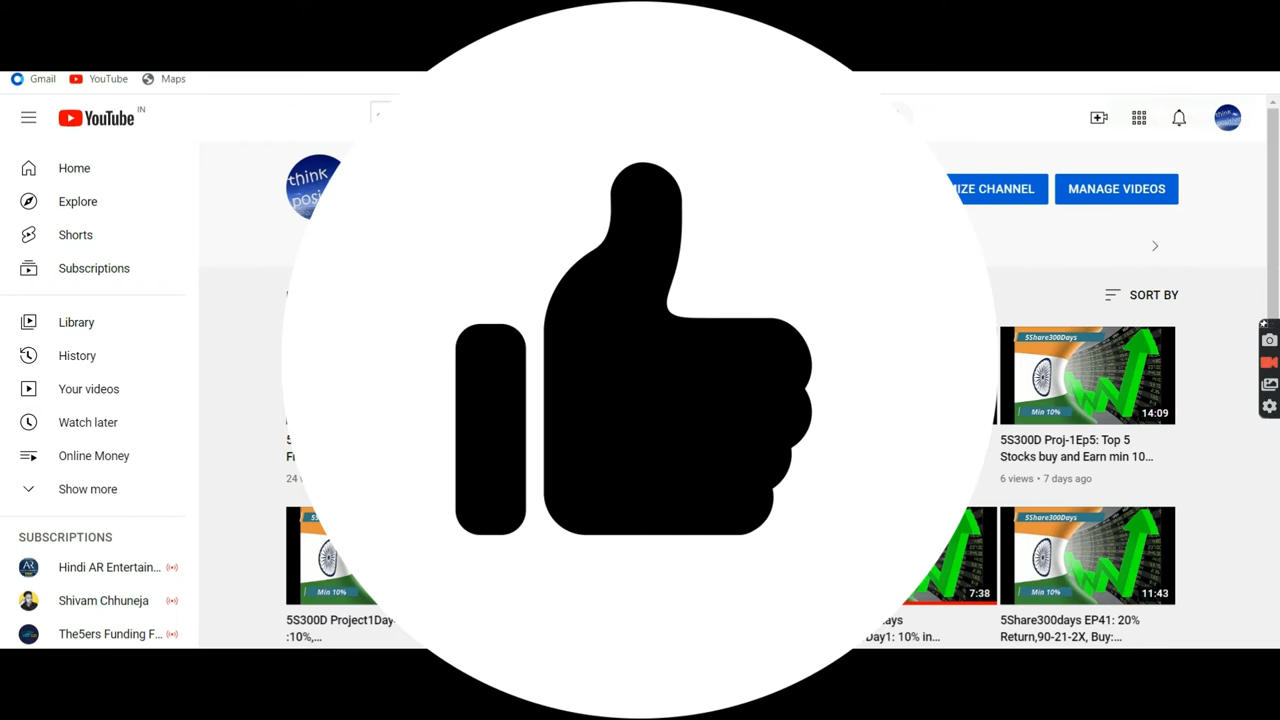 Gmail YouTube Maps
YouTube IN
Home
Explore
Shorts
Subscriptions
Library
History
Your videos
Watch later
Online Money
Show more
SUBSCRIPTIONS
Hindi AR Entertain...
Shivam Chhuneja
The5ers Funding F...
think
IZE CHANNEL
MANAGE VIDEOS
SORT BY
5Share300Days
Min 10%
14:09
5S300D Proj-1Ep5: Top 5
Stocks buy and Earn min 10...
6 views • 7 days ago
24
Min 10%
5S300D Project1Day
:10%,...
7:38
Day1: 10% in...
5Share300Days
Min 10%
11:43
5Share300days EP41: 20%
Return,90-21-2X, Buy:...